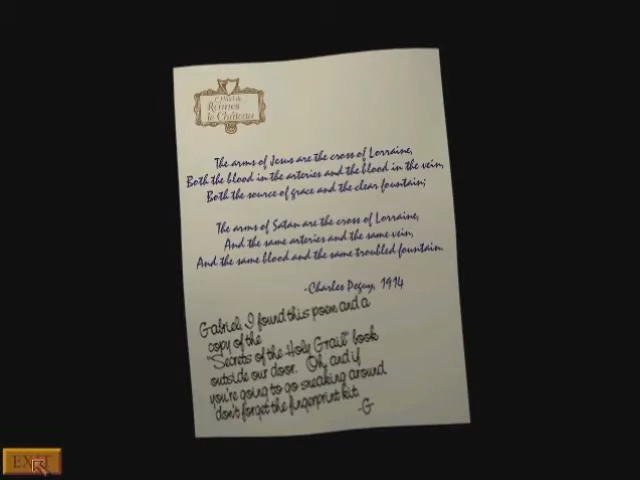 Hôtel de
Rennes
le Château
The arms of Jesus are the cross of Lorraine,
Both the blood in the arteries and the blood in the vein,
Both the source of grace and the clear fountain;
The arms of Satan are the cross of Lorraine,
And the same arteries and the same vein,
And the same blood and the same troubled fountain.
-Charles Peguy, 1914
Gabriel, I found this poem and a
copy of the
"Secrets of the Holy Grail" book
outside our door. Oh, and if
you're going to go sneaking around
don't forget the fingerprint kit.
-G
EXIT